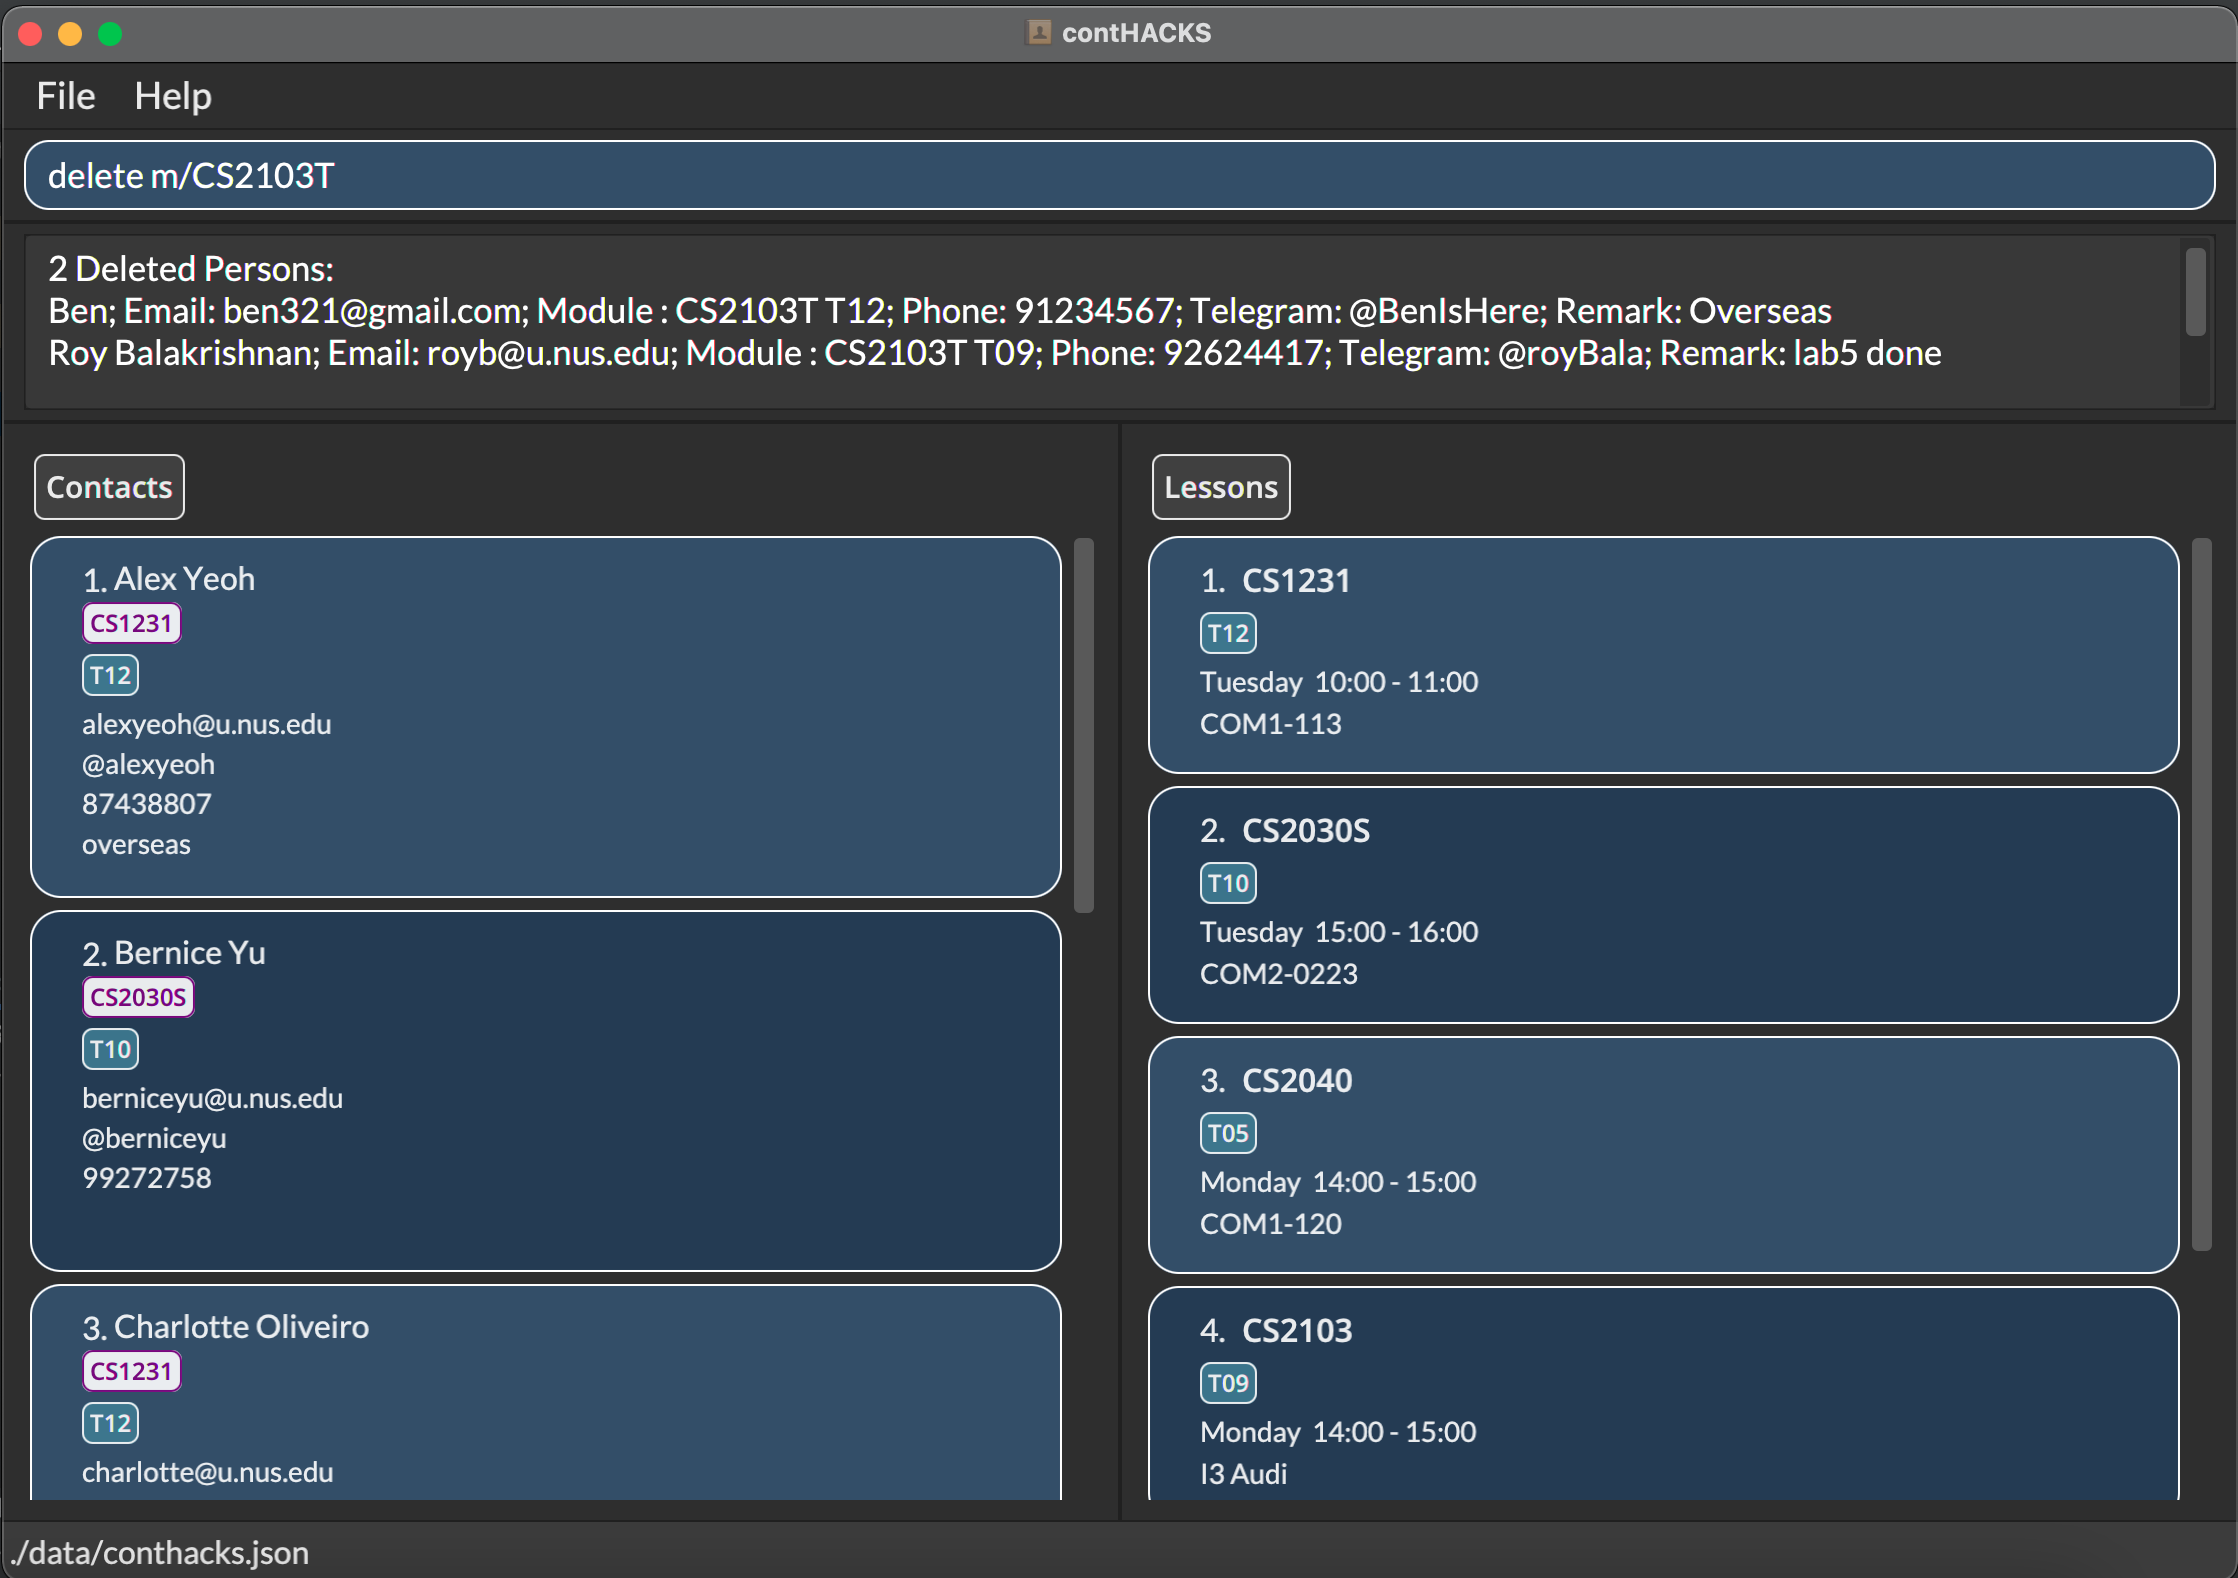 contHACKS
File Help
delete m/CS2103T
2 Deleted Persons:
Ben; Email: ben321@gmail.com; Module : CS2103T T12; Phone: 91234567; Telegram: @BenIsHere; Remark: Overseas
Roy Balakrishnan; Email: royb@u.nus.edu; Module : CS2103T T09; Phone: 92624417; Telegram: @royBala; Remark: lab5 done
Contacts
1. Alex Yeoh
CS1231
T12
alexyeoh@u.nus.edu
@alexyeoh
87438807
overseas
2. Bernice Yu
CS2030S
T10
berniceyu@u.nus.edu
@berniceyu
99272758
3. Charlotte Oliveiro
CS1231
T12
charlotte@u.nus.edu
Lessons
1. CS1231
T12
Tuesday 10:00 - 11:00
COM1-113
2. CS2030S
T10
Tuesday 15:00 - 16:00
COM2-0223
3. CS2040
T05
Monday 14:00 - 15:00
COM1-120
4. CS2103
T09
Monday 14:00 - 15:00
I3 Audi
./data/conthacks.json